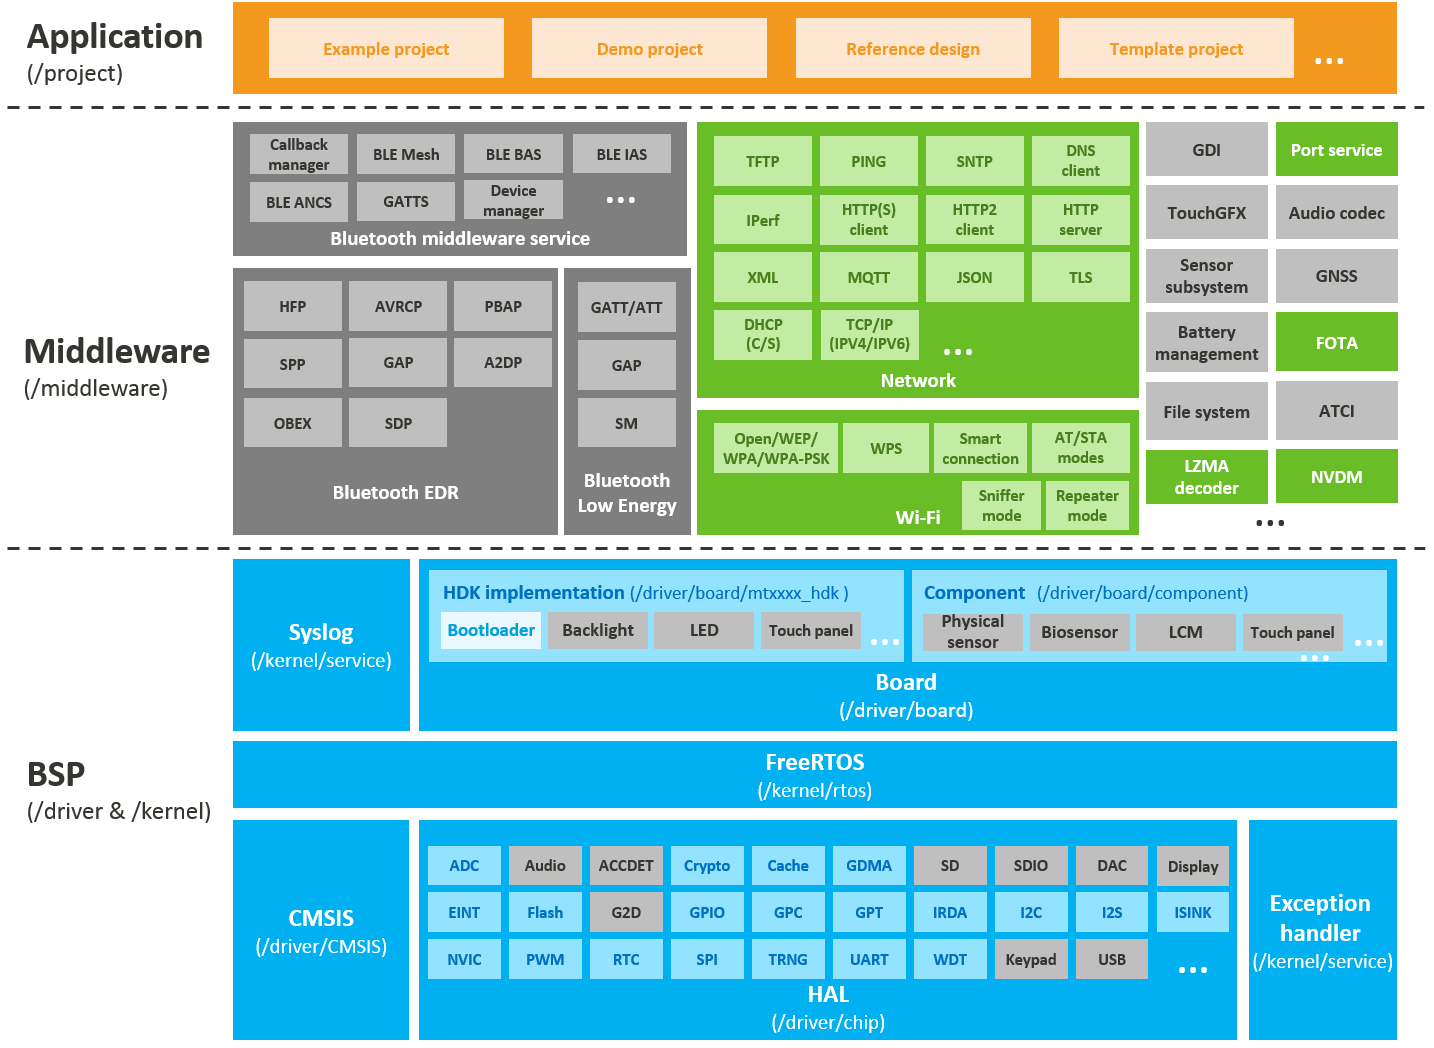 Application
(/project)
Example project
Demo project
Reference design
Template project
...
Middleware
(/middleware)
Callback
manager
BLE Mesh
BLE BAS
BLE IAS
BLE ANCS
GATTS
Device
manager
...
Bluetooth middleware service
HFP
AVRCP
PBAP
SPP
GAP
A2DP
OBEX
SDP
Bluetooth EDR
GATT/ATT
GAP
SM
Bluetooth
Low Energy
TFTP
PING
SNTP
DNS
client
IPerf
HTTP(S)
client
HTTP2
client
HTTP
server
XML
MQTT
JSON
TLS
DHCP
(C/S)
TCP/IP
(IPV4/IPV6)
...
Network
Open/WEP/
WPA/WPA-PSK
WPS
Smart
connection
AT/STA
modes
Sniffer
mode
Repeater
mode
Wi-Fi
GDI
Port service
TouchGFX
Audio codec
Sensor
subsystem
GNSS
Battery
management
FOTA
File system
ATCI
LZMA
decoder
NVDM
...
BSP
(/driver & /kernel)
Syslog
(/kernel/service)
HDK implementation (/driver/board/mtxxxx_hdk )
Bootloader
Backlight
LED
Touch panel
...
Component (/driver/board/component)
Physical
sensor
Biosensor
LCM
Touch panel
...
...
Board
(/driver/board)
FreeRTOS
(/kernel/rtos)
CMSIS
(/driver/CMSIS)
ADC
Audio
ACCDET
Crypto
Cache
GDMA
SD
SDIO
DAC
Display
EINT
Flash
G2D
GPIO
GPC
GPT
IRDA
I2C
I2S
ISINK
NVIC
PWM
RTC
SPI
TRNG
UART
WDT
Keypad
USB
...
HAL
(/driver/chip)
Exception
handler
(/kernel/service)